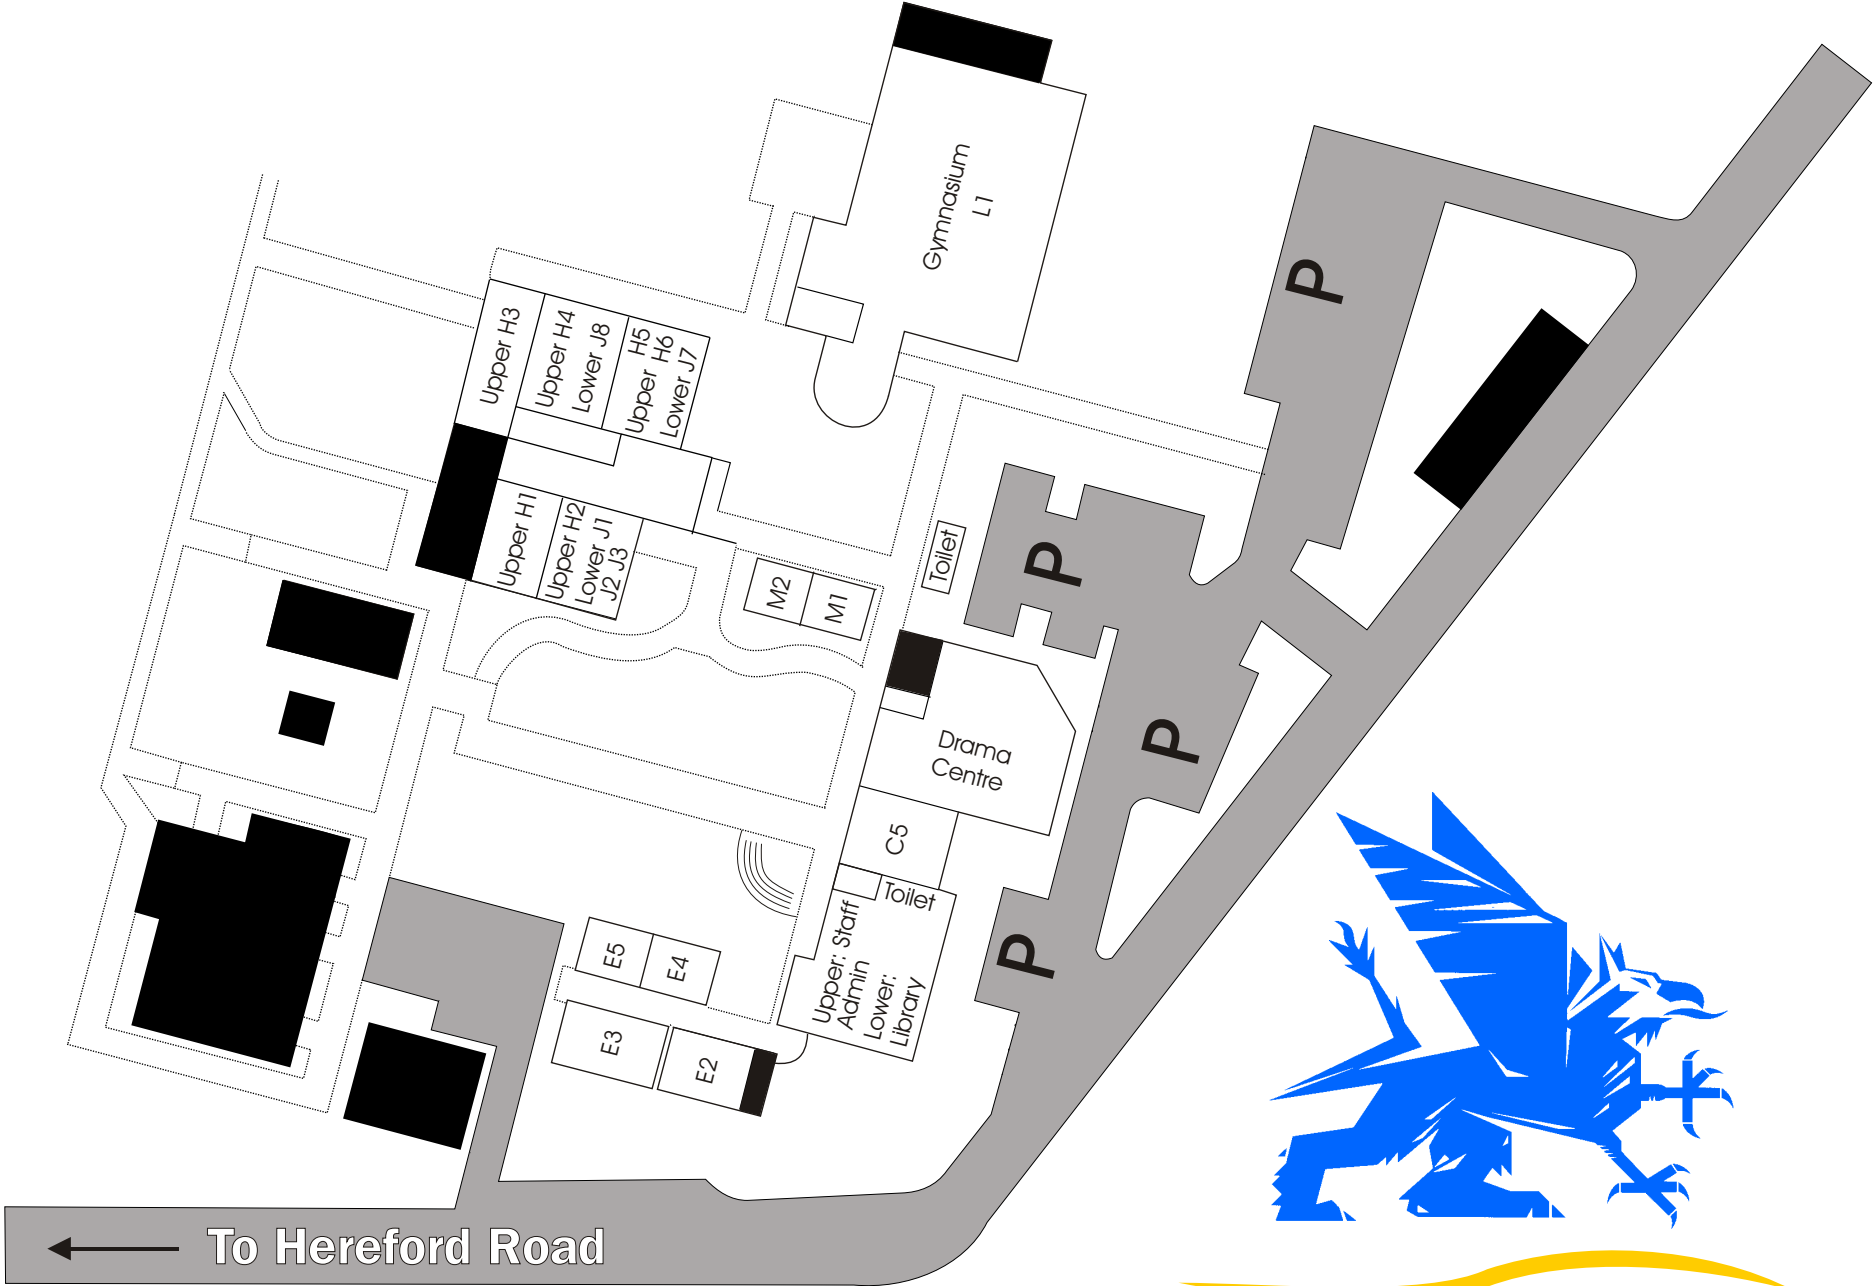 Gymnasium
L1
P
Upper H3
Upper H4
Lower J8
Upper H5
H6
Lower J7
Upper H1
Upper H2
Lower J1
J2 J3
M2
M1
Toilet
P
Drama
Centre
P
C5
Toilet
Upper: Staff
Admin
Lower:
Library
P
E5
E4
E3
E2
To Hereford Road